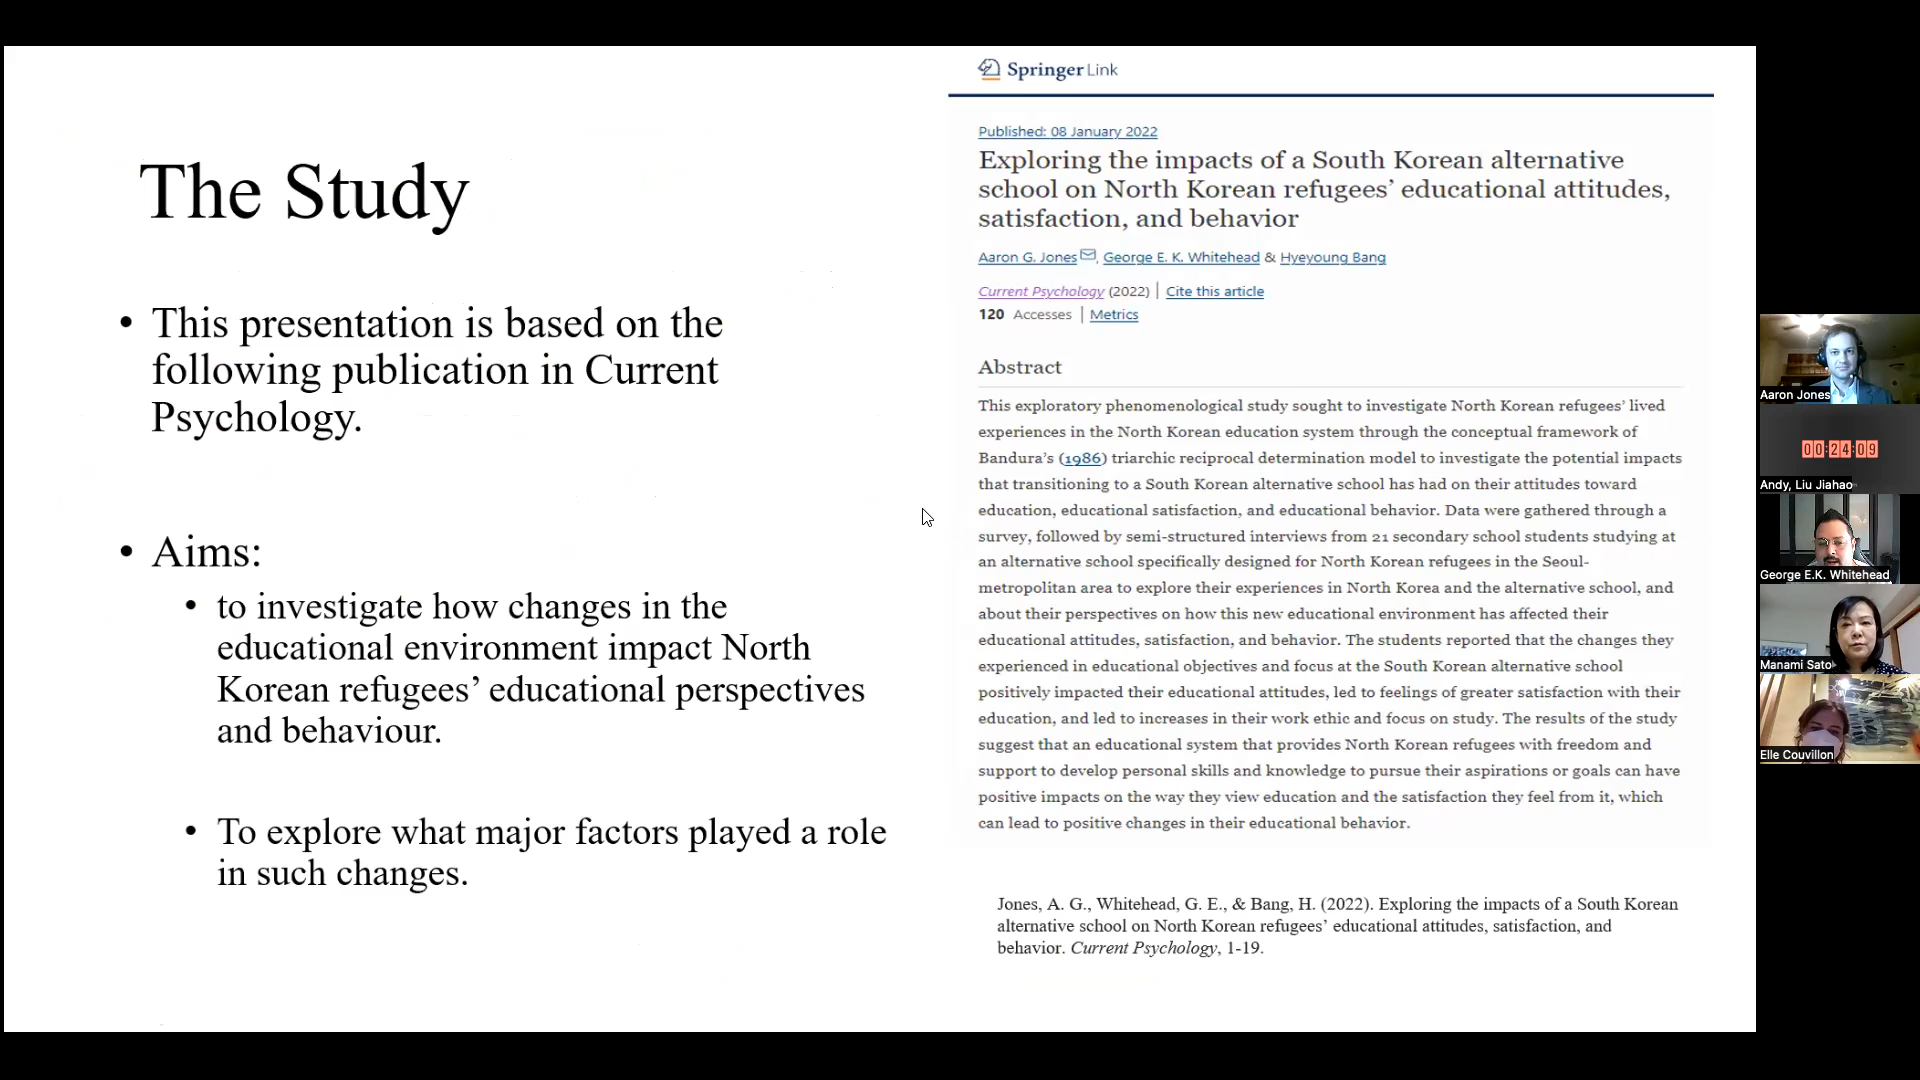 The Study
• This presentation is based on the
following publication in Current
Psychology.
• Aims:
• to investigate how changes in the
educational environment impact North
Korean refugees’ educational perspectives
and behaviour.
• To explore what major factors played a role
in such changes.
Springer Link
Published: 08 January 2022
Exploring the impacts of a South Korean alternative
school on North Korean refugees’ educational attitudes,
satisfaction, and behavior
Aaron G. Jones, George E. K. Whitehead & Hyeyoung Bang
Current Psychology (2022) | Cite this article
120 Accesses | Metrics
Abstract
This exploratory phenomenological study sought to investigate North Korean refugees’ lived
experiences in the North Korean education system through the conceptual framework of
Bandura’s (1986) triarchic reciprocal determination model to investigate the potential impacts
that transitioning to a South Korean alternative school has had on their attitudes toward
education, educational satisfaction, and educational behavior. Data were gathered through a
survey, followed by semi-structured interviews from 21 secondary school students studying at
an alternative school specifically designed for North Korean refugees in the Seoul-
metropolitan area to explore their experiences in North Korea and the alternative school, and
about their perspectives on how this new educational environment has affected their
educational attitudes, satisfaction, and behavior. The students reported that the changes they
experienced in educational objectives and focus at the South Korean alternative school
positively impacted their educational attitudes, led to feelings of greater satisfaction with their
education, and led to increases in their work ethic and focus on study. The results of the study
suggest that an educational system that provides North Korean refugees with freedom and
support to develop personal skills and knowledge to pursue their aspirations or goals can have
positive impacts on the way they view education and the satisfaction they feel from it, which
can lead to positive changes in their educational behavior.
Jones, A. G., Whitehead, G. E., & Bang, H. (2022). Exploring the impacts of a South Korean
alternative school on North Korean refugees’ educational attitudes, satisfaction, and
behavior. Current Psychology, 1-19.
Aaron Jones
00:24:09
Andy, Liu Jiahao
George E.K. Whitehead
Manami Sato
Elle Couvillon